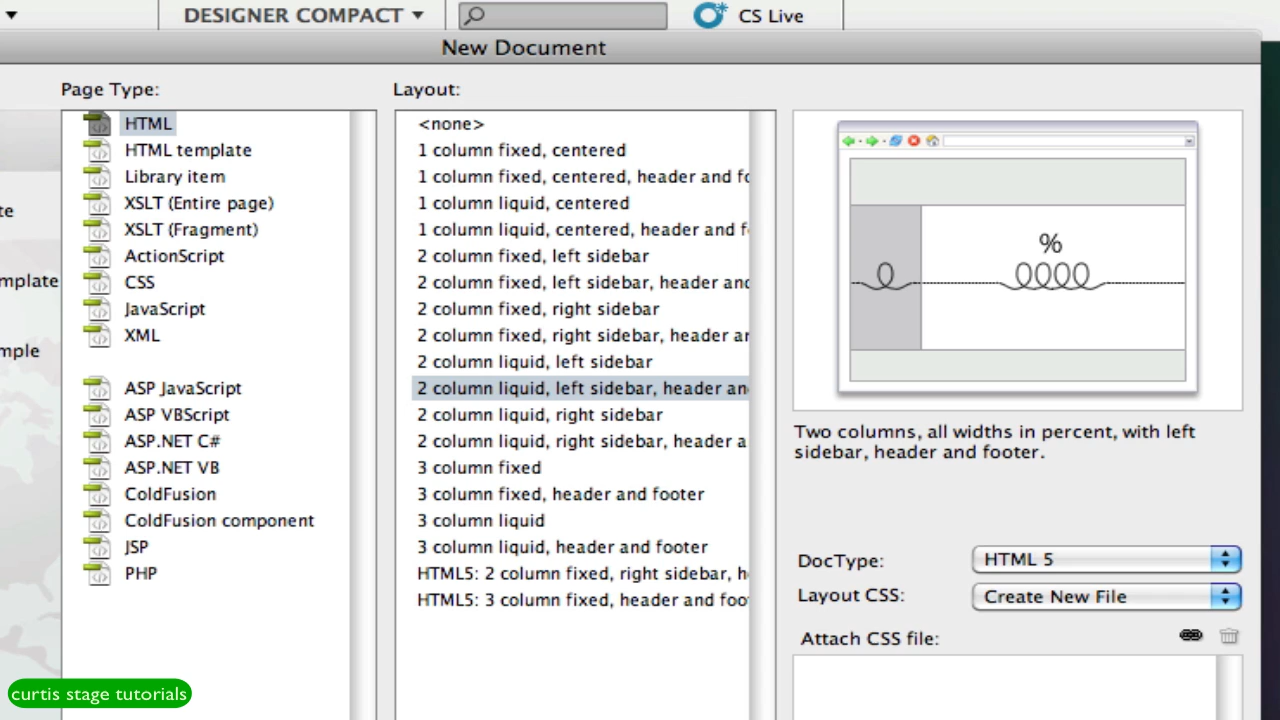 DESIGNER COMPACT
CS Live
New Document
Page Type:
Layout:
HTML
HTML template
Library item
XSLT (Entire page)
XSLT (Fragment)
ActionScript
CSS
JavaScript
XML
ASP JavaScript
ASP VBScript
ASP.NET C#
ASP.NET VB
ColdFusion
ColdFusion component
JSP
PHP
<none>
1 column fixed, centered
1 column fixed, centered, header and fo
1 column liquid, centered
1 column liquid, centered, header and f
2 column fixed, left sidebar
2 column fixed, left sidebar, header and
2 column fixed, right sidebar
2 column fixed, right sidebar, header ar
2 column liquid, left sidebar
2 column liquid, left sidebar, header an
2 column liquid, right sidebar
2 column liquid, right sidebar, header a
3 column fixed
3 column fixed, header and footer
3 column liquid
3 column liquid, header and footer
HTML5: 2 column fixed, right sidebar, h
HTML5: 3 column fixed, header and foo
%
Two columns, all widths in percent, with left
sidebar, header and footer.
DocType:
HTML 5
Layout CSS:
Create New File
Attach CSS file:
te
mplate
mple
curtis stage tutorials